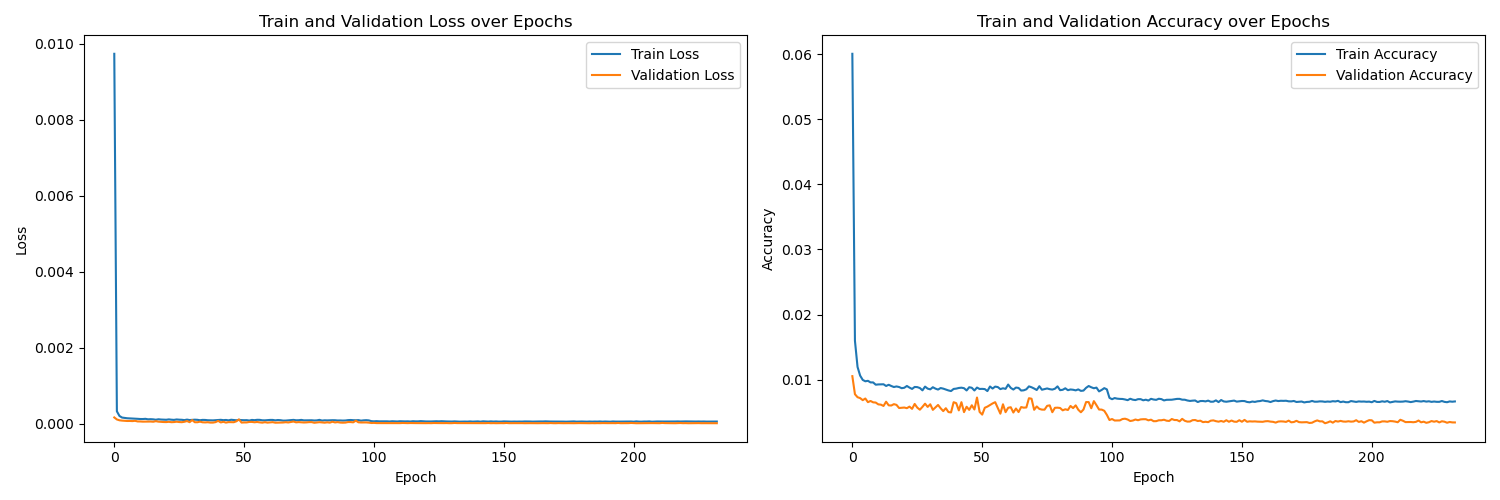 Train and Validation Loss over Epochs
Loss
0.010
0.008
0.006
0.004
0.002
0.000
Train Loss
Validation Loss
0
50
100
150
200
Epoch
Train and Validation Accuracy over Epochs
Accuracy
0.06
0.05
0.04
0.03
0.02
0.01
Train Accuracy
Validation Accuracy
0
50
100
150
200
Epoch